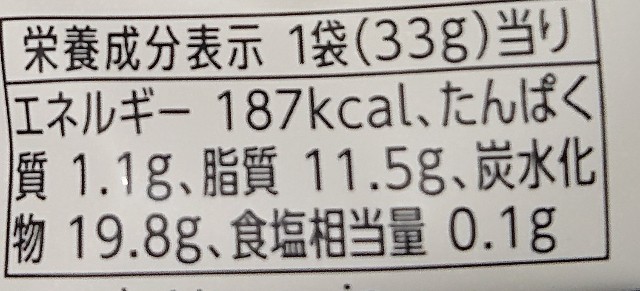 栄養成分表示 1袋(33g)当り
エネルギー 187kcal、たんぱく
質 1.1g、脂質 11.5g、炭水化
物 19.8g、食塩相当量 0.1g